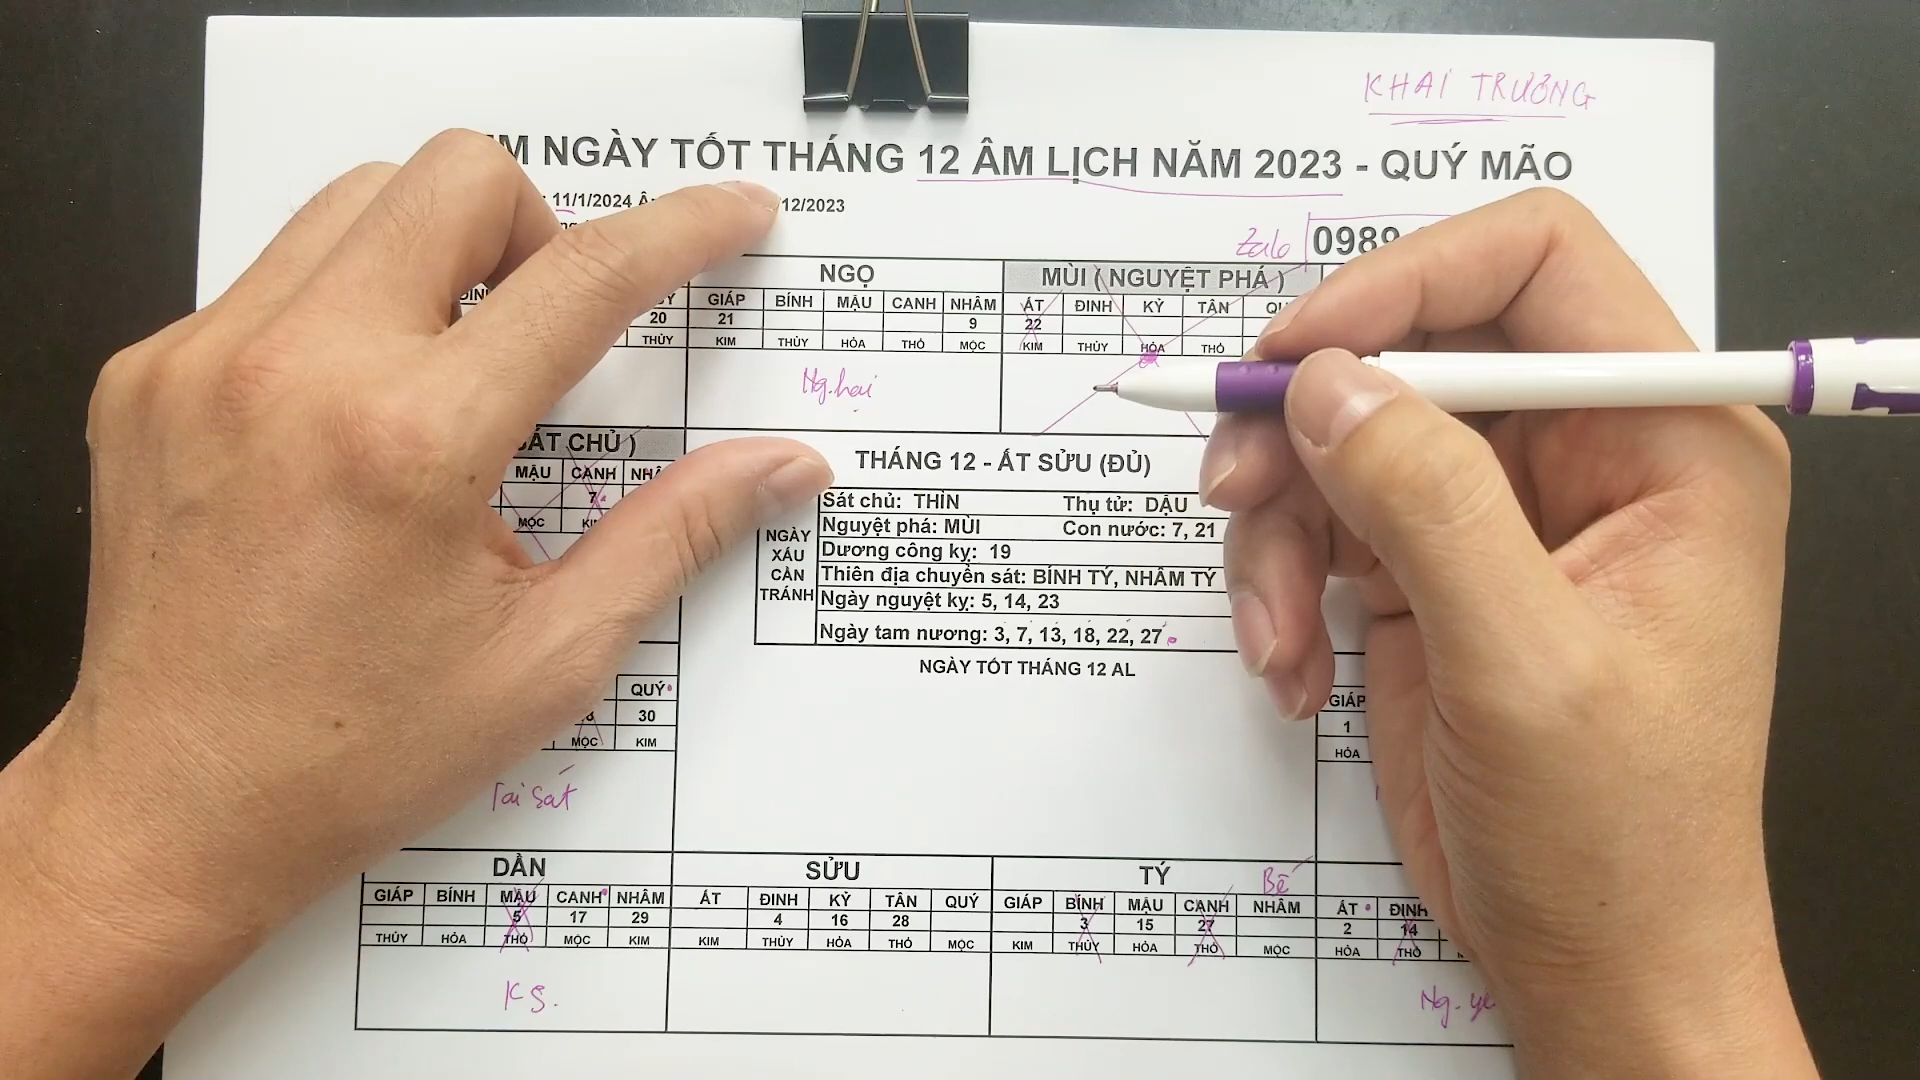 KHAI TRƯƠNG
NGÀY TỐT THÁNG 12 ÂM LỊCH NĂM 2023 - QUÝ MÃO
11/1/2024
12/2023
Zalo 0989
NGỌ
MÙI ( NGUYỆT PHÁ )
GIÁP BÍNH MẬU CANH NHÂM ẤT ĐINH KỶ TÂN
20 21 9 22
THỦY KIM THỦY HỎA THỔ MỘC KIM THỦY HỎA THỔ
Ng.hại
SÁT CHỦ )
MẬU CANH
7
MỘC
THÁNG 12 - ẤT SỬU (ĐỦ)
NGÀY XẤU CẦN TRÁNH
Sát chủ: THÌN Thụ tử: DẬU
Nguyệt phá: MÙI Con nước: 7, 21
Dương công kỵ: 19
Thiên địa chuyển sát: BÍNH TÝ, NHÂM TÝ
Ngày nguyệt kỵ: 5, 14, 23
Ngày tam nương: 3, 7, 13, 18, 22, 27
NGÀY TỐT THÁNG 12 AL
QUÝ
30
MỘC KIM
Tai sát
GIÁP
1
HỎA
DẦN
SỬU
TÝ
Bế
GIÁP BÍNH MẬU CANH NHÂM ẤT ĐINH KỶ TÂN QUÝ GIÁP BÍNH MẬU CANH NHÂM ẤT ĐINH
5 17 29 4 16 28 3 15 27 2 14
THỦY HỎA THỔ MỘC KIM KIM THỦY HỎA THỔ MỘC KIM THỦY HỎA THỔ MỘC HỎA THỔ
KS.